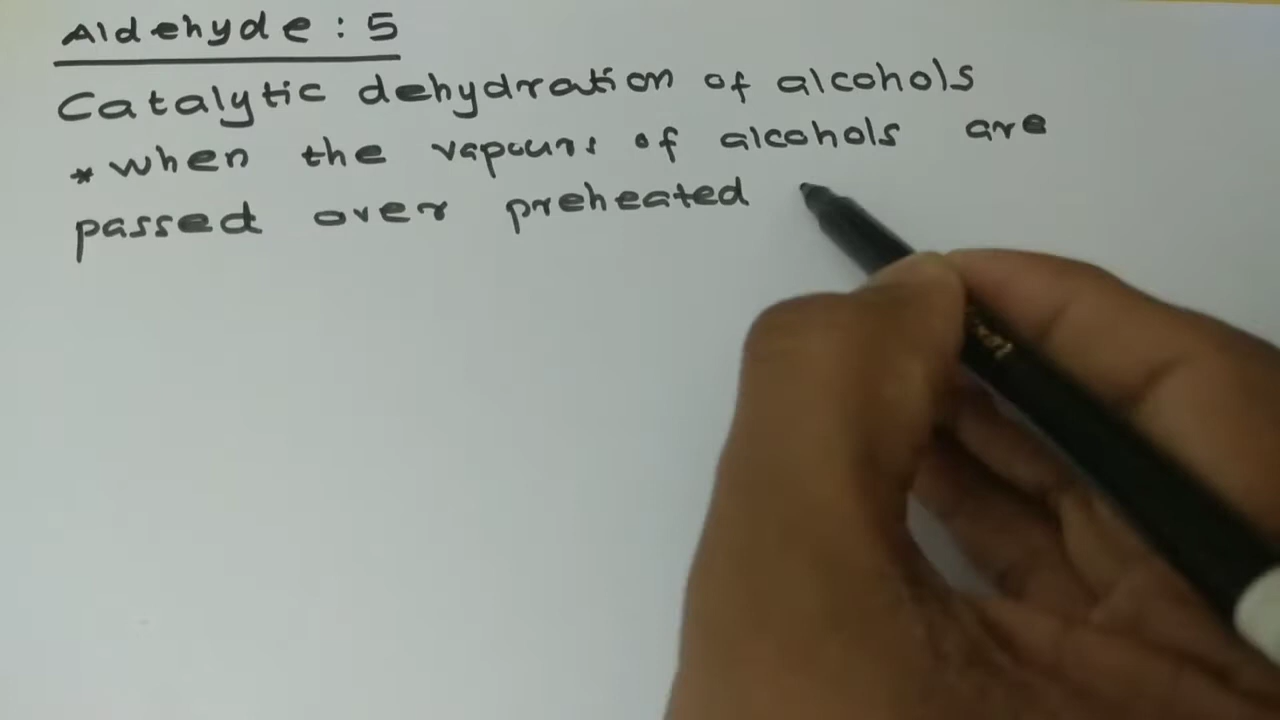 Aldehyde : 5
Catalytic dehydration of alcohols
* When the vapours of alcohols are
passed over preheated